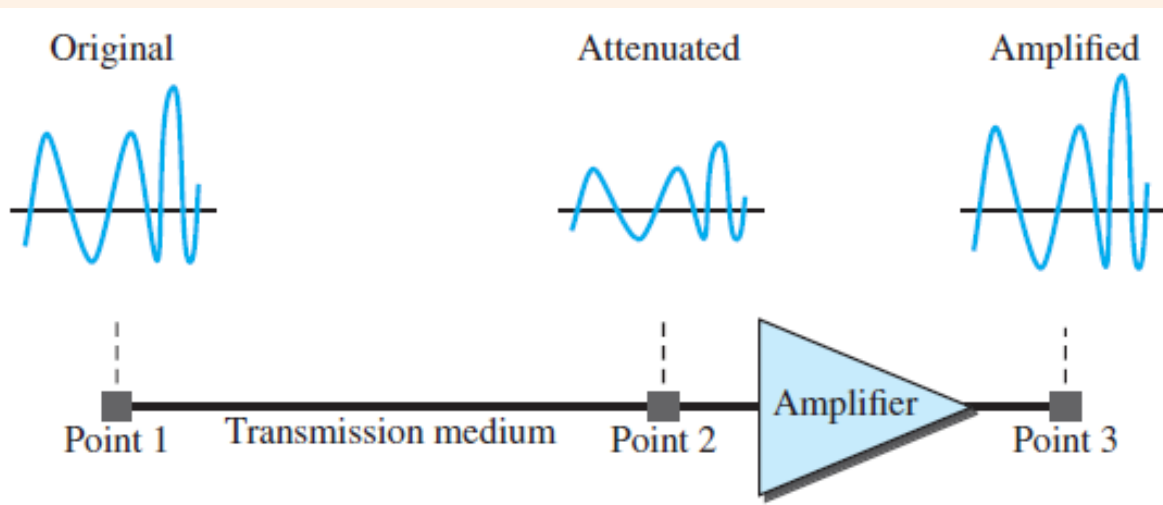 Original
Attenuated
Amplified
Amplifier
Point 1
Transmission medium
Point 2
Point 3